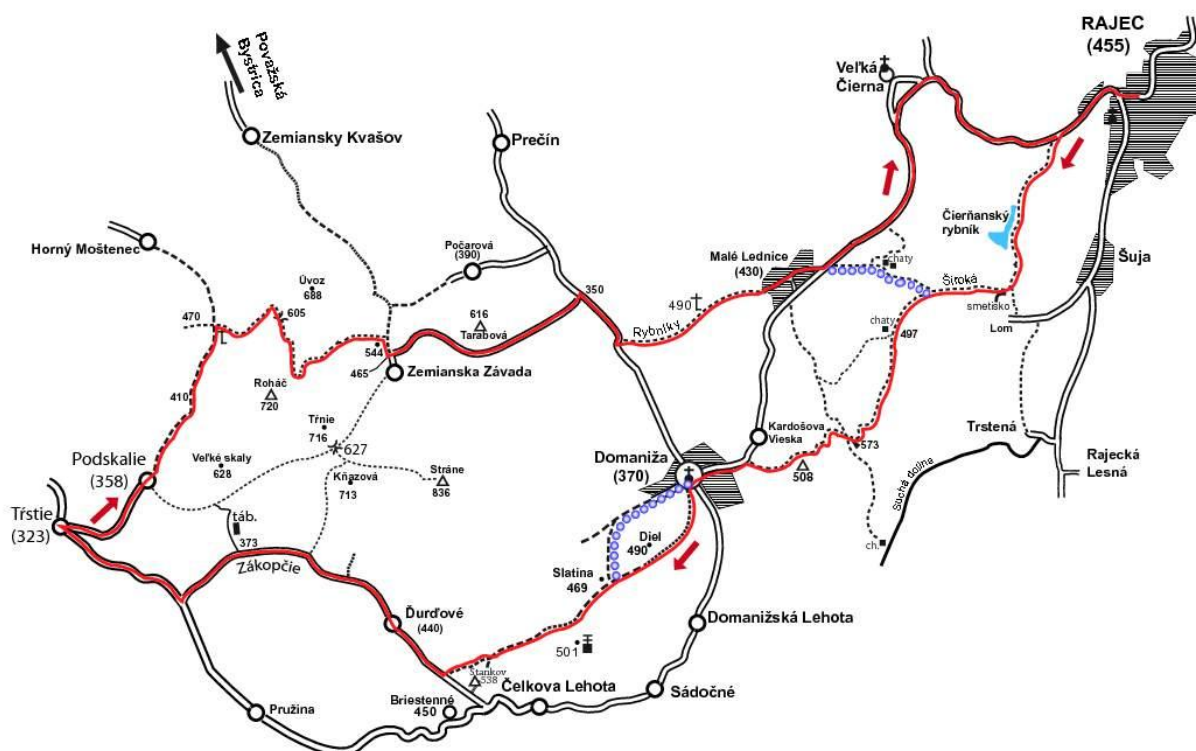 RAJEC
(455)
Považská
Bystrica
Veľká
Čierna
Zemiansky Kvašov
Prečín
Čierňanský
rybník
Horný Moštenec
Počarová
(390)
Malé Lednice
(430)
chaty
Široká
Šuja
Úvoz
688
605
470
616
Tarabová
350
490
Rybníky
smetisko
Lom
chaty
497
544
465
Zemianska Závada
Roháč
720
410
Tŕnie
716
627
Kardošova
Vieska
573
Trstená
Podskalie
(358)
Veľké skaly
628
Kňazová
713
Stráne
836
Domaniža
(370)
508
Rajecká
Lesná
Suchá dolina
Tŕstie
(323)
táb.
373
Zákopčie
Diel
490
ch.
Slatina
469
Ďurďové
(440)
Domanižská Lehota
501
Stankov
538
Čelkova Lehota
Sádočné
Briestenné
450
Pružina